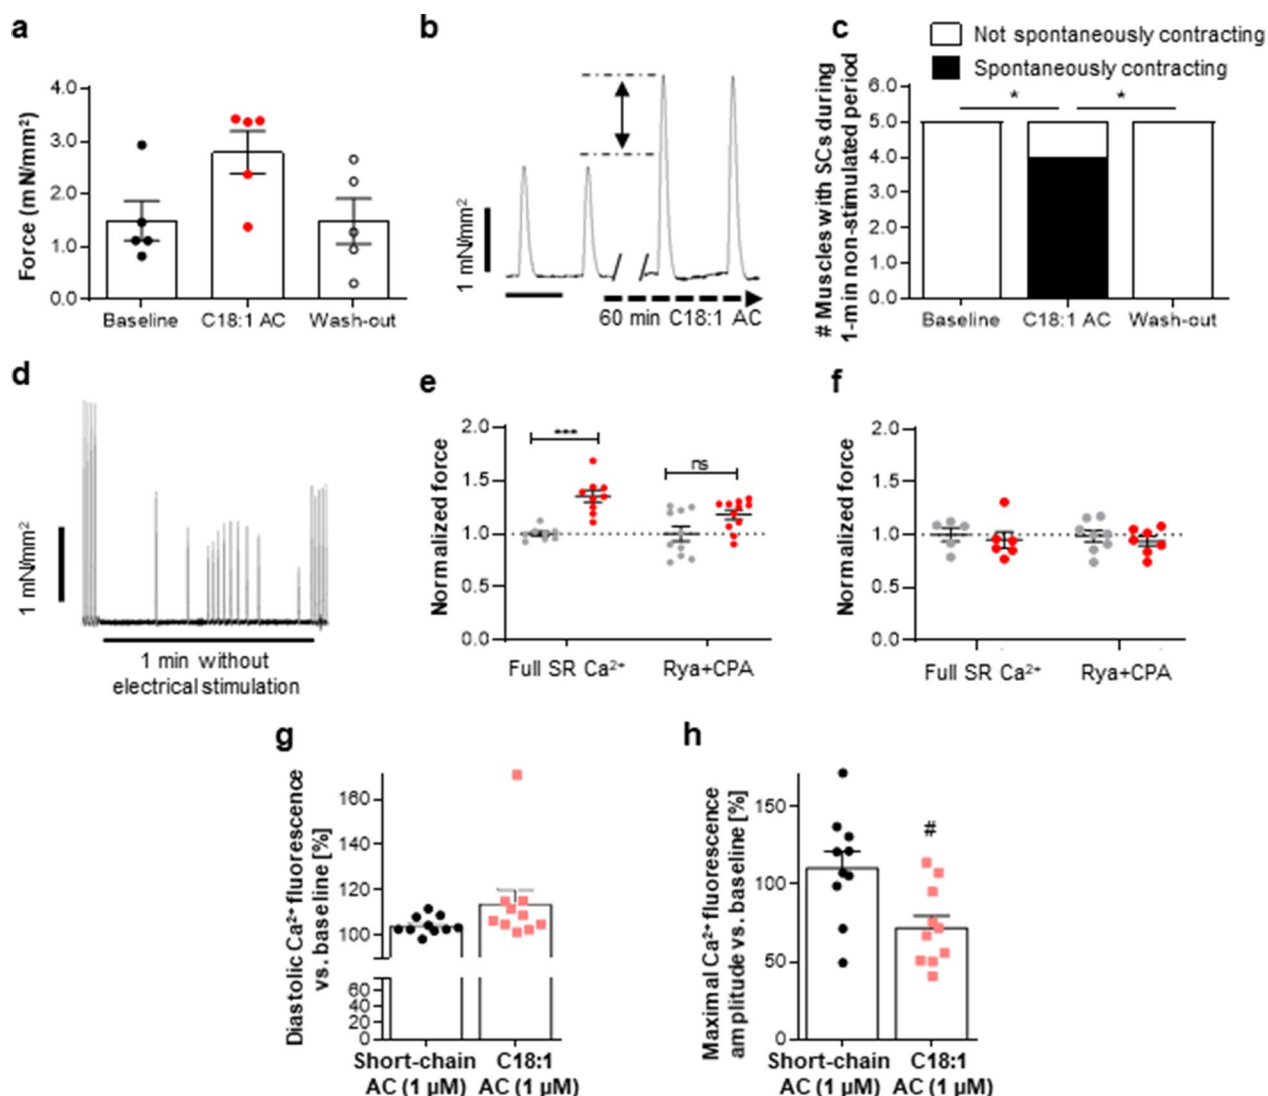 a
Force (mN/mm²)
4.0
3.0
2.0
1.0
0.0
Baseline
C18:1 AC
Wash-out
b
1 mN/mm²
60 min C18:1 AC
c
Not spontaneously contracting
Spontaneously contracting
# Muscles with SCs during
1-min non-stimulated period
6.0
5.0
4.0
3.0
2.0
1.0
0.0
*
*
Baseline
C18:1 AC
Wash-out
d
1 mN/mm²
1 min without
electrical stimulation
e
Normalized force
2.0
1.5
1.0
0.5
0.0
***
ns
Full SR Ca²⁺
Rya+CPA
f
Normalized force
2.0
1.5
1.0
0.5
0.0
Full SR Ca²⁺
Rya+CPA
g
Diastolic Ca²⁺ fluorescence
vs. baseline [%]
160
140
120
100
60
40
20
0
Short-chain
AC (1 µM)
C18:1
AC (1 µM)
h
Maximal Ca²⁺ fluorescence
amplitude vs. baseline [%]
150
100
50
0
#
Short-chain
AC (1 µM)
C18:1
AC (1 µM)